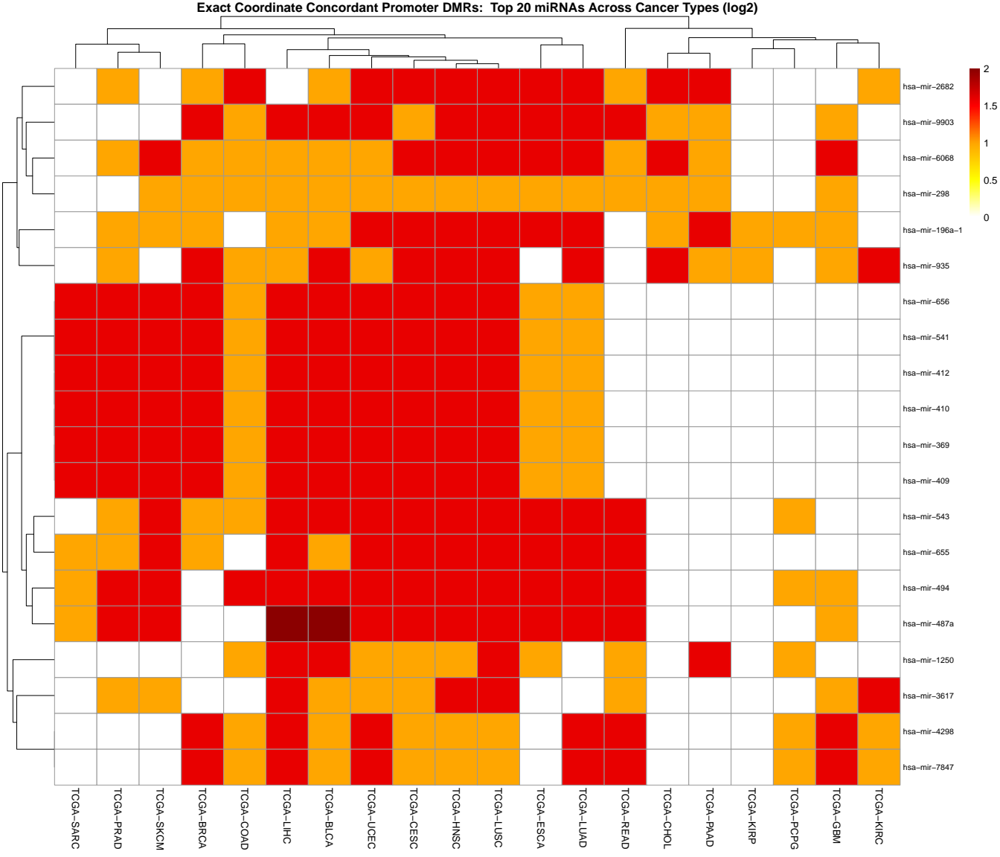 Exact Coordinate Concordant Promoter DMRs:  Top 20 miRNAs Across Cancer Types (log2)
2
1.5
1
0.5
0
hsa−mir−2682
hsa−mir−9903
hsa−mir−6068
hsa−mir−298
hsa−mir−196a−1
hsa−mir−935
hsa−mir−656
hsa−mir−541
hsa−mir−412
hsa−mir−410
hsa−mir−369
hsa−mir−409
hsa−mir−543
hsa−mir−655
hsa−mir−494
hsa−mir−487a
hsa−mir−1250
hsa−mir−3617
hsa−mir−4298
hsa−mir−7847
TCGA−SARC
TCGA−PRAD
TCGA−SKCM
TCGA−BRCA
TCGA−COAD
TCGA−LIHC
TCGA−BLCA
TCGA−UCEC
TCGA−CESC
TCGA−HNSC
TCGA−LUSC
TCGA−ESCA
TCGA−LUAD
TCGA−READ
TCGA−CHOL
TCGA−PAAD
TCGA−KIRP
TCGA−PCPG
TCGA−GBM
TCGA−KIRC